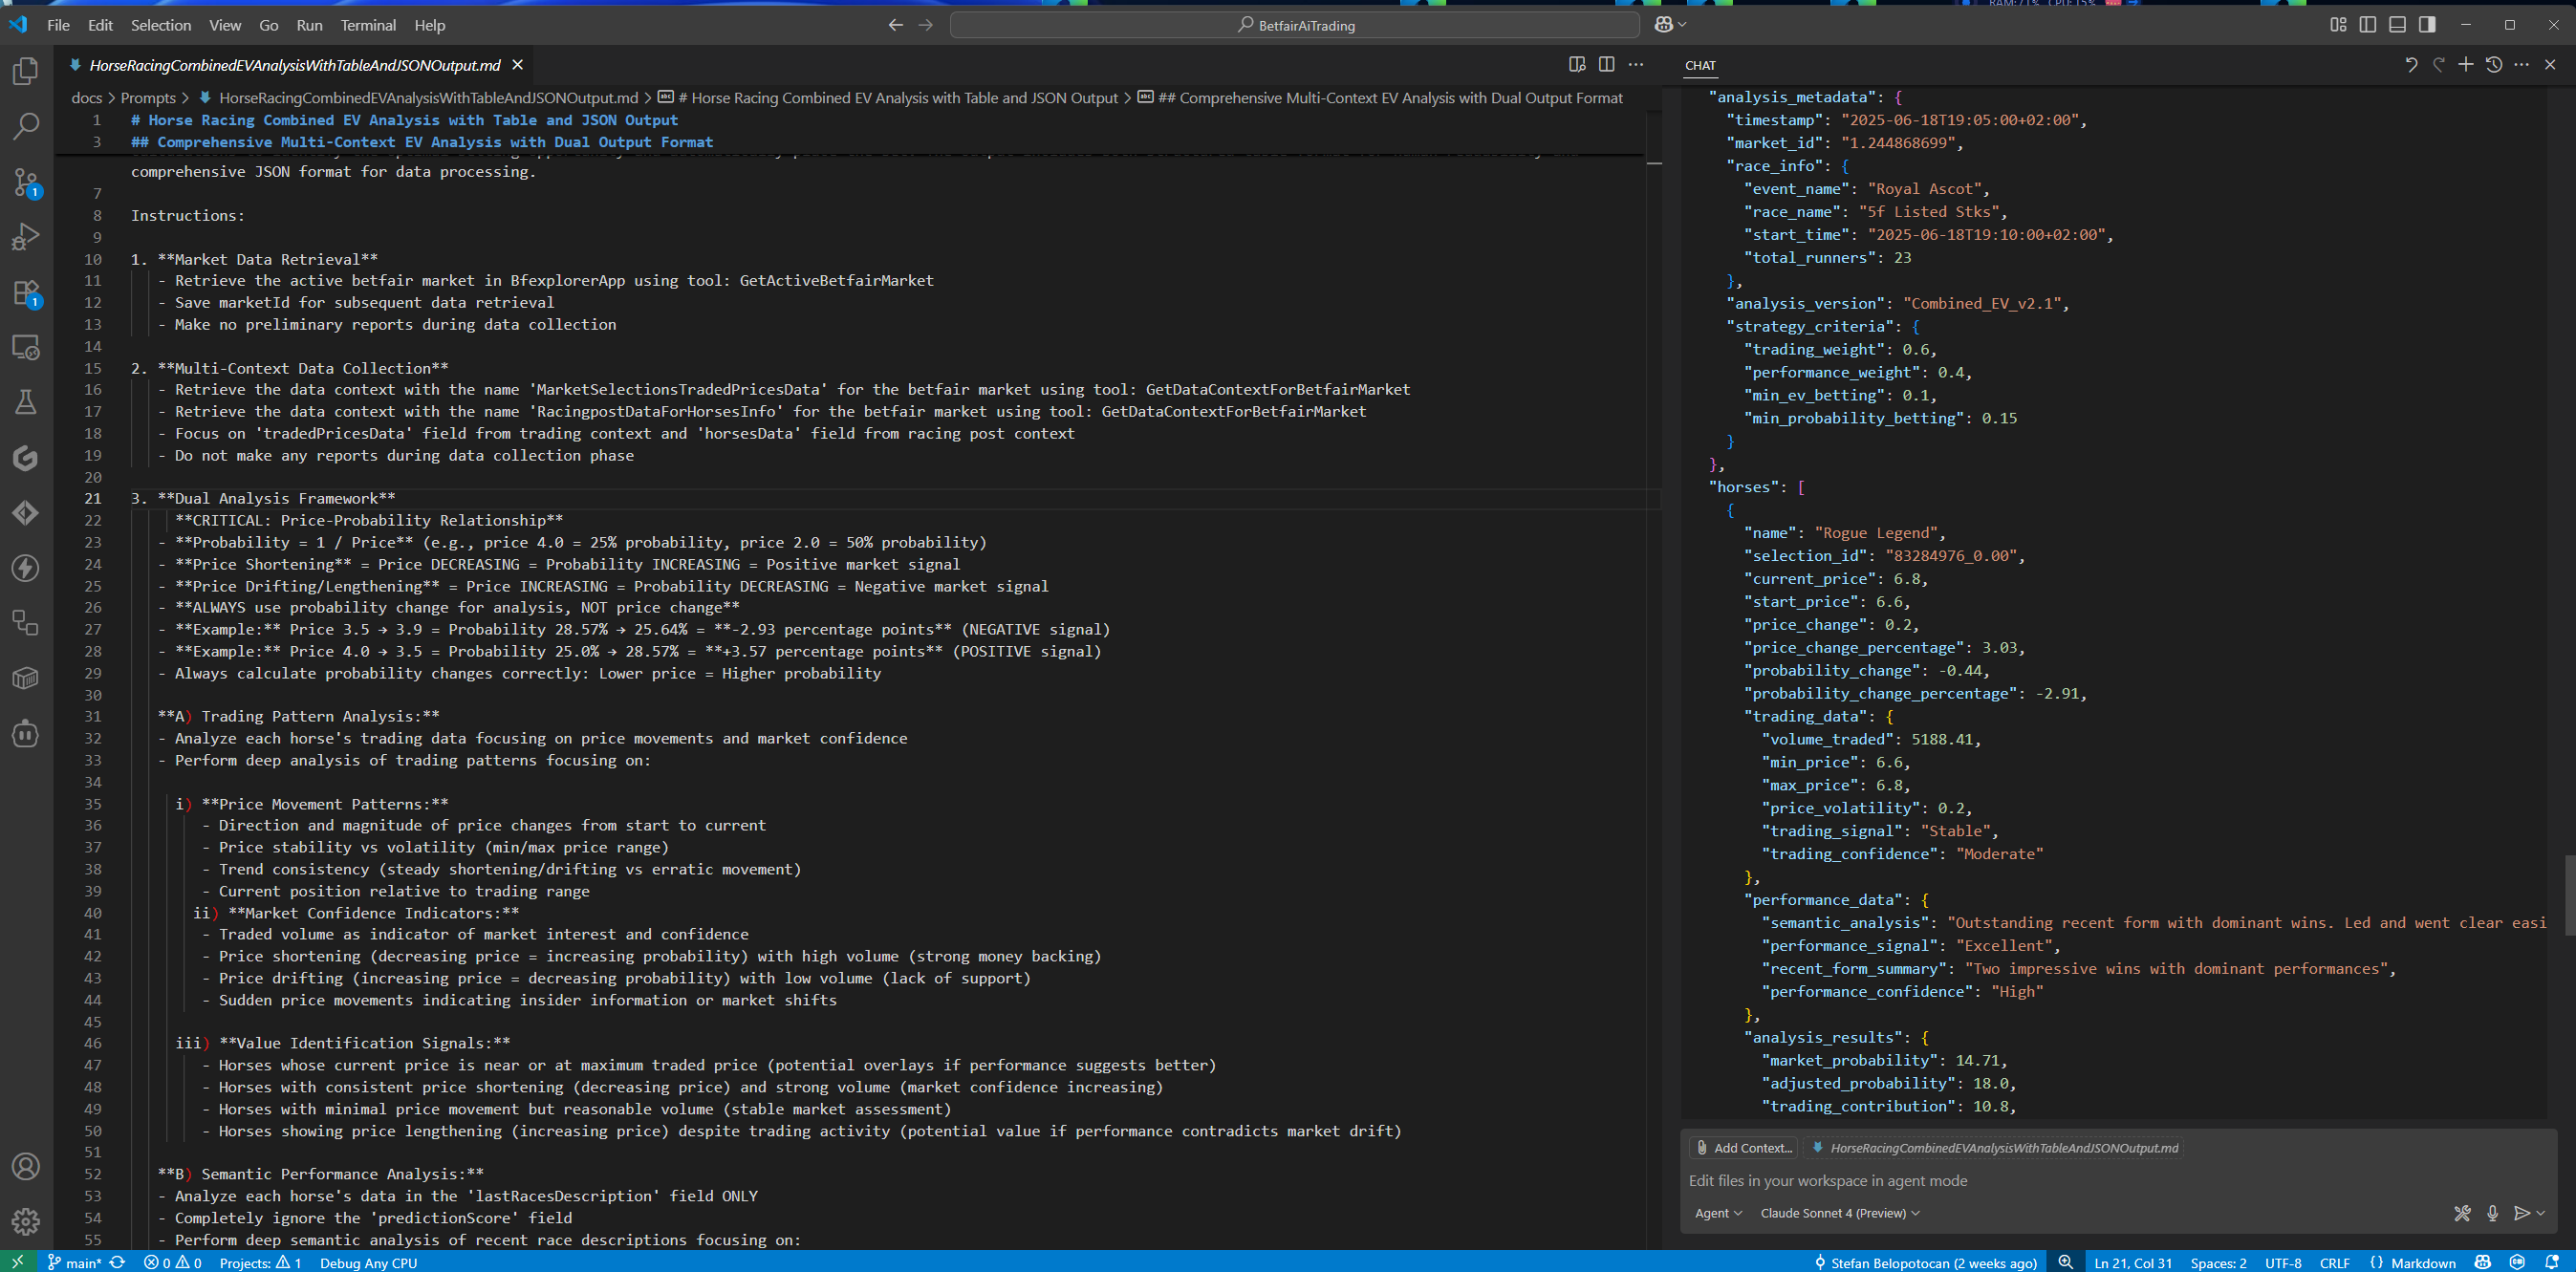 File Edit Selection View Go Run Terminal Help
BetfairAiTrading
HorseRacingCombinedEVAnalysisWithTableAndJSONOutput.md
docs > Prompts > HorseRacingCombinedEVAnalysisWithTableAndJSONOutput.md > # Horse Racing Combined EV Analysis with Table and JSON Output > ## Comprehensive Multi-Context EV Analysis with Dual Output Format
1 # Horse Racing Combined EV Analysis with Table and JSON Output
3 ## Comprehensive Multi-Context EV Analysis with Dual Output Format
comprehensive JSON format for data processing.
7
8 Instructions:
9
10 1. **Market Data Retrieval**
11 - Retrieve the active betfair market in BfexplorerApp using tool: GetActiveBetfairMarket
12 - Save marketId for subsequent data retrieval
13 - Make no preliminary reports during data collection
14
15 2. **Multi-Context Data Collection**
16 - Retrieve the data context with the name 'MarketSelectionsTradedPricesData' for the betfair market using tool: GetDataContextForBetfairMarket
17 - Retrieve the data context with the name 'RacingpostDataForHorsesInfo' for the betfair market using tool: GetDataContextForBetfairMarket
18 - Focus on 'tradedPricesData' field from trading context and 'horsesData' field from racing post context
19 - Do not make any reports during data collection phase
20
21 3. **Dual Analysis Framework**
22 **CRITICAL: Price-Probability Relationship**
23 - **Probability = 1 / Price** (e.g., price 4.0 = 25% probability, price 2.0 = 50% probability)
24 - **Price Shortening** = Price DECREASING = Probability INCREASING = Positive market signal
25 - **Price Drifting/Lengthening** = Price INCREASING = Probability DECREASING = Negative market signal
26 - **ALWAYS use probability change for analysis, NOT price change**
27 - **Example:** Price 3.5 → 3.9 = Probability 28.57% → 25.64% = **-2.93 percentage points** (NEGATIVE signal)
28 - **Example:** Price 4.0 → 3.5 = Probability 25.0% → 28.57% = **+3.57 percentage points** (POSITIVE signal)
29 - Always calculate probability changes correctly: Lower price = Higher probability
30
31 **A) Trading Pattern Analysis:**
32 - Analyze each horse's trading data focusing on price movements and market confidence
33 - Perform deep analysis of trading patterns focusing on:
34
35 i) **Price Movement Patterns:**
36 - Direction and magnitude of price changes from start to current
37 - Price stability vs volatility (min/max price range)
38 - Trend consistency (steady shortening/drifting vs erratic movement)
39 - Current position relative to trading range
40 ii) **Market Confidence Indicators:**
41 - Traded volume as indicator of market interest and confidence
42 - Price shortening (decreasing price = increasing probability) with high volume (strong money backing)
43 - Price drifting (increasing price = decreasing probability) with low volume (lack of support)
44 - Sudden price movements indicating insider information or market shifts
45
46 iii) **Value Identification Signals:**
47 - Horses whose current price is near or at maximum traded price (potential overlays if performance suggests better)
48 - Horses with consistent price shortening (decreasing price) and strong volume (market confidence increasing)
49 - Horses with minimal price movement but reasonable volume (stable market assessment)
50 - Horses showing price lengthening (increasing price) despite trading activity (potential value if performance contradicts market drift)
51
52 **B) Semantic Performance Analysis:**
53 - Analyze each horse's data in the 'lastRacesDescription' field ONLY
54 - Completely ignore the 'predictionScore' field
55 - Perform deep semantic analysis of recent race descriptions focusing on:
1
1
CHAT
"analysis_metadata": {
"timestamp": "2025-06-18T19:05:00+02:00",
"market_id": "1.244868699",
"race_info": {
"event_name": "Royal Ascot",
"race_name": "5f Listed Stks",
"start_time": "2025-06-18T19:10:00+02:00",
"total_runners": 23
},
"analysis_version": "Combined_EV_v2.1",
"strategy_criteria": {
"trading_weight": 0.6,
"performance_weight": 0.4,
"min_ev_betting": 0.1,
"min_probability_betting": 0.15
}
},
"horses": [
{
"name": "Rogue Legend",
"selection_id": "83284976_0.00",
"current_price": 6.8,
"start_price": 6.6,
"price_change": 0.2,
"price_change_percentage": 3.03,
"probability_change": -0.44,
"probability_change_percentage": -2.91,
"trading_data": {
"volume_traded": 5188.41,
"min_price": 6.6,
"max_price": 6.8,
"price_volatility": 0.2,
"trading_signal": "Stable",
"trading_confidence": "Moderate"
},
"performance_data": {
"semantic_analysis": "Outstanding recent form with dominant wins. Led and went clear easi
"performance_signal": "Excellent",
"recent_form_summary": "Two impressive wins with dominant performances",
"performance_confidence": "High"
},
"analysis_results": {
"market_probability": 14.71,
"adjusted_probability": 18.0,
"trading_contribution": 10.8,
Add Context... HorseRacingCombinedEVAnalysisWithTableAndJSONOutput.md
Edit files in your workspace in agent mode
Agent Claude Sonnet 4 (Preview)
main* 0 0 Projects: 1 Debug Any CPU Stefan Belopotocan (2 weeks ago) Ln 21, Col 31 Spaces: 2 UTF-8 CRLF {} Markdown